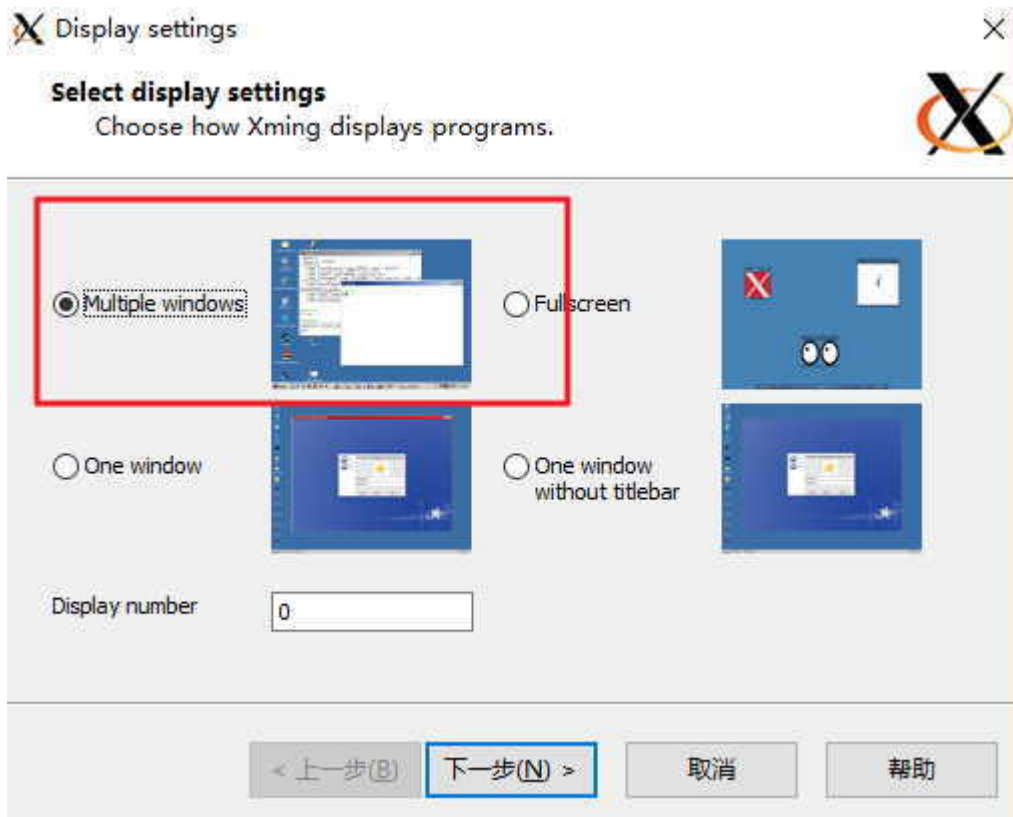 Display settings
Select display settings
Choose how Xming displays programs.
Multiple windows
Fullscreen
One window
One window
without titlebar
Display number
0
< 上一步(B)
下一步(N) >
取消
帮助